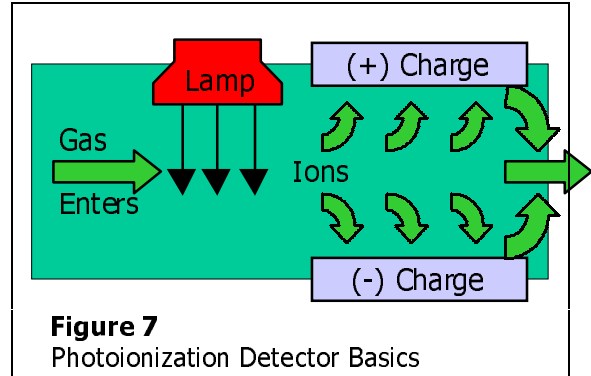 Lamp
(+) Charge
Gas
Enters
Ions
(-) Charge
Figure 7
Photoionization Detector Basics